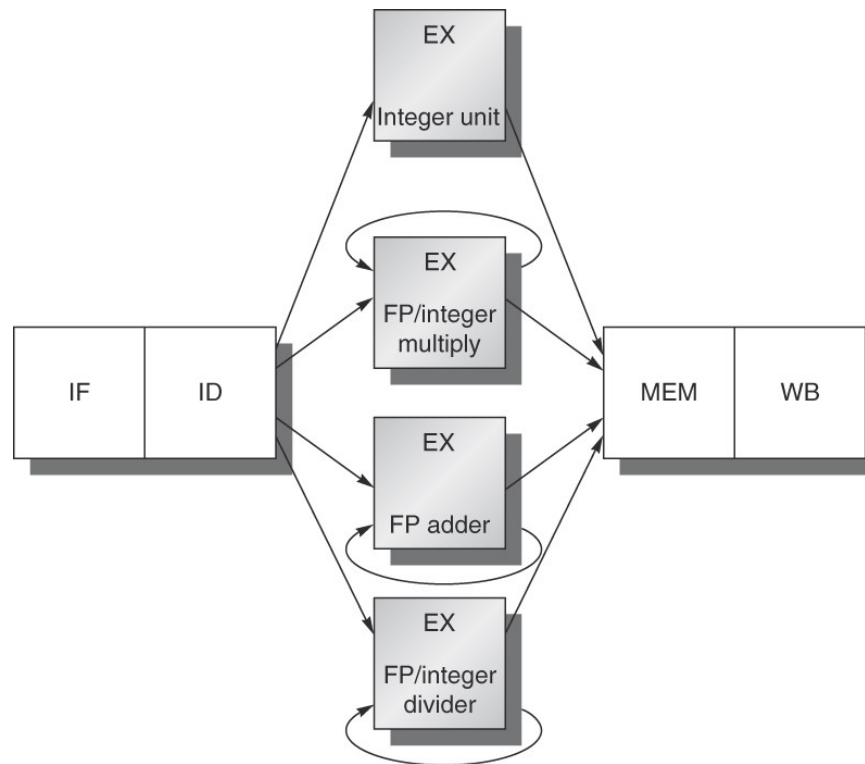 EX
Integer unit
EX
FP/integer
multiply
IF
ID
MEM
WB
EX
FP adder
EX
FP/integer
divider